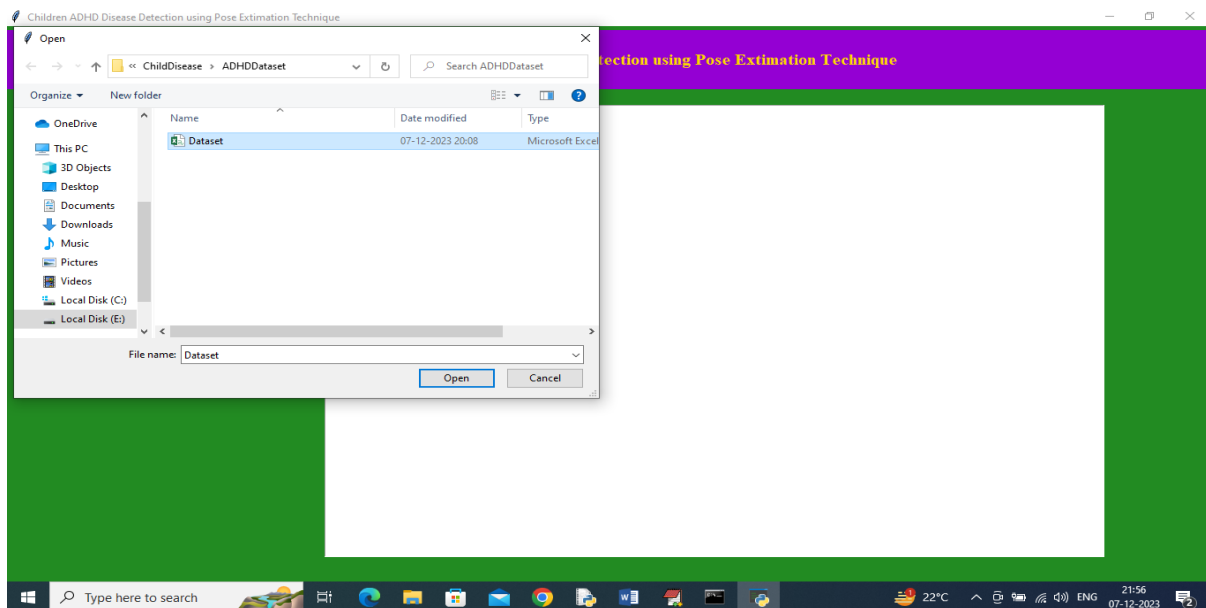 Children ADHD Disease Detection using Pose Extimation Technique
Open
tection using Pose Extimation Technique
« ChildDisease > ADHDDataset
Search ADHDDataset
Organize New folder
Name Date modified Type
Dataset 07-12-2023 20:08 Microsoft Excel
OneDrive
This PC
3D Objects
Desktop
Documents
Downloads
Music
Pictures
Videos
Local Disk (C:)
Local Disk (E:)
File name: Dataset
Open Cancel
Type here to search
22°C ENG
21:56
07-12-2023
2